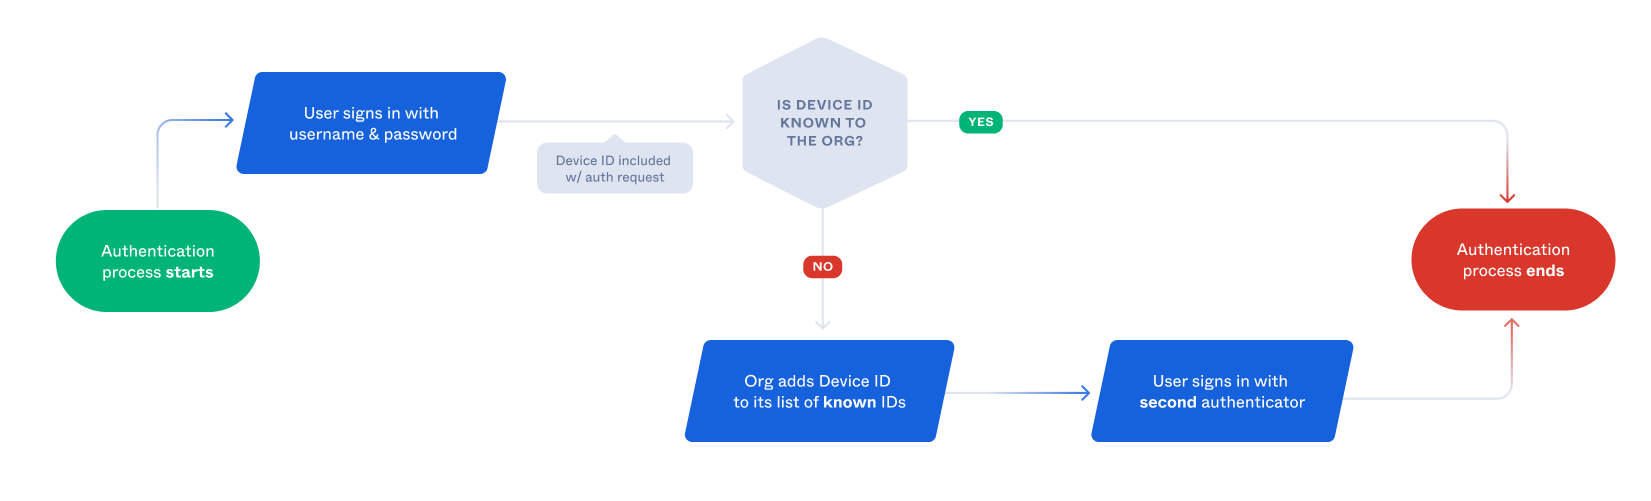 Authentication
process starts
User signs in with
username & password
Device ID included
w/ auth request
IS DEVICE ID
KNOWN TO
THE ORG?
YES
NO
Org adds Device ID
to its list of known IDs
User signs in with
second authenticator
Authentication
process ends